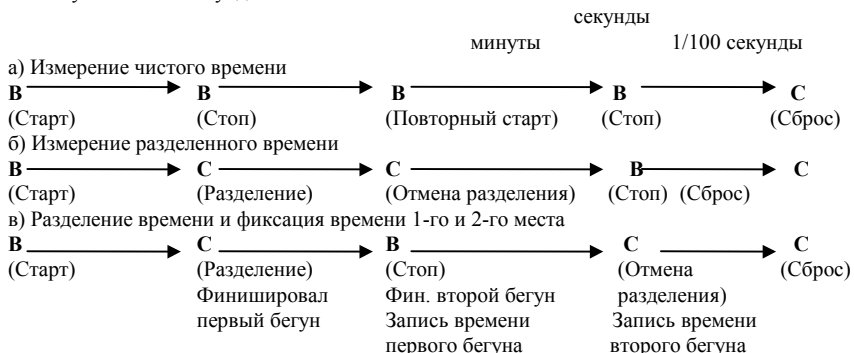 секунды
минуты 1/100 секунды
а) Измерение чистого времени
В В В В С
(Старт) (Стоп) (Повторный старт) (Стоп) (Сброс)
б) Измерение разделенного времени
В С С В С
(Старт) (Разделение) (Отмена разделения) (Стоп) (Сброс)
в) Разделение времени и фиксация времени 1-го и 2-го места
В С В С С
(Старт) (Разделение) (Стоп) (Отмена (Сброс)
Финишировал Фин. второй бегун разделения)
первый бегун Запись времени Запись времени
первого бегуна второго бегуна